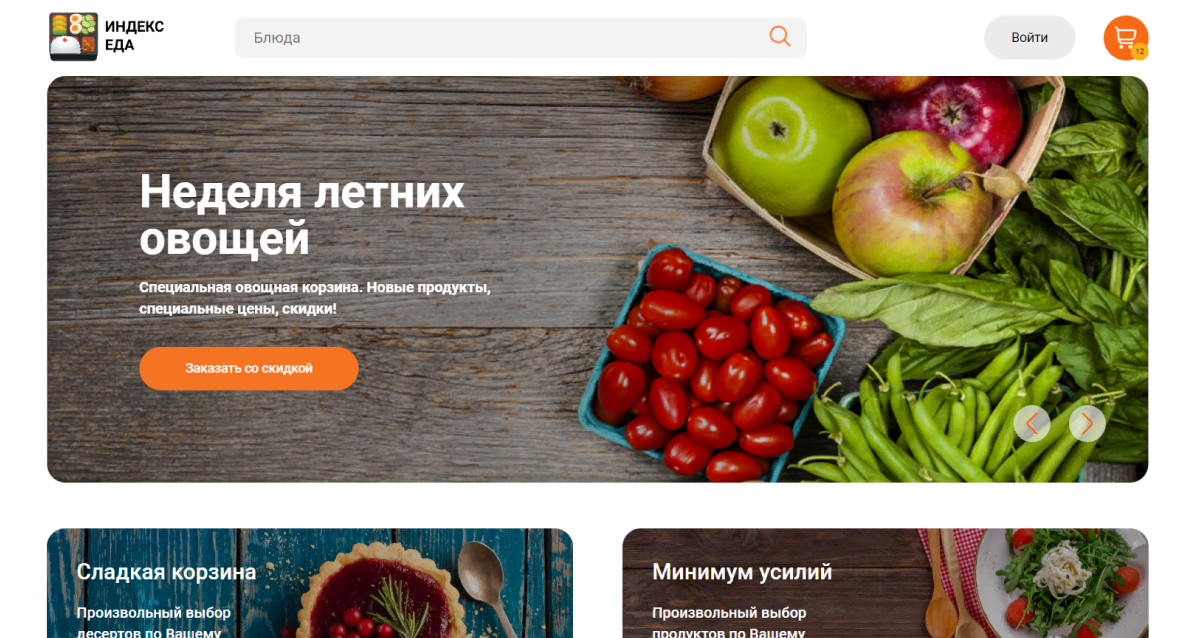 ИНДЕКС
ЕДА
Блюда
Войти
12
Неделя летних
овощей
Специальная овощная корзина. Новые продукты,
специальные цены, скидки!
Заказать со скидкой
Сладкая корзина
Произвольный выбор
десертов по Вашему
Минимум усилий
Произвольный выбор
продуктов по Вашему